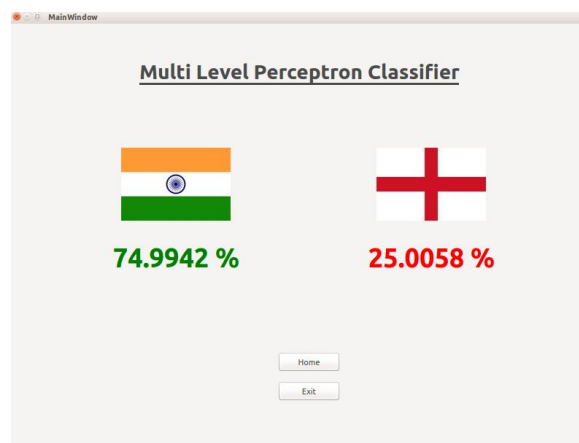 MainWindow
Multi Level Perceptron Classifier
74.9942 %
25.0058 %
Home
Exit